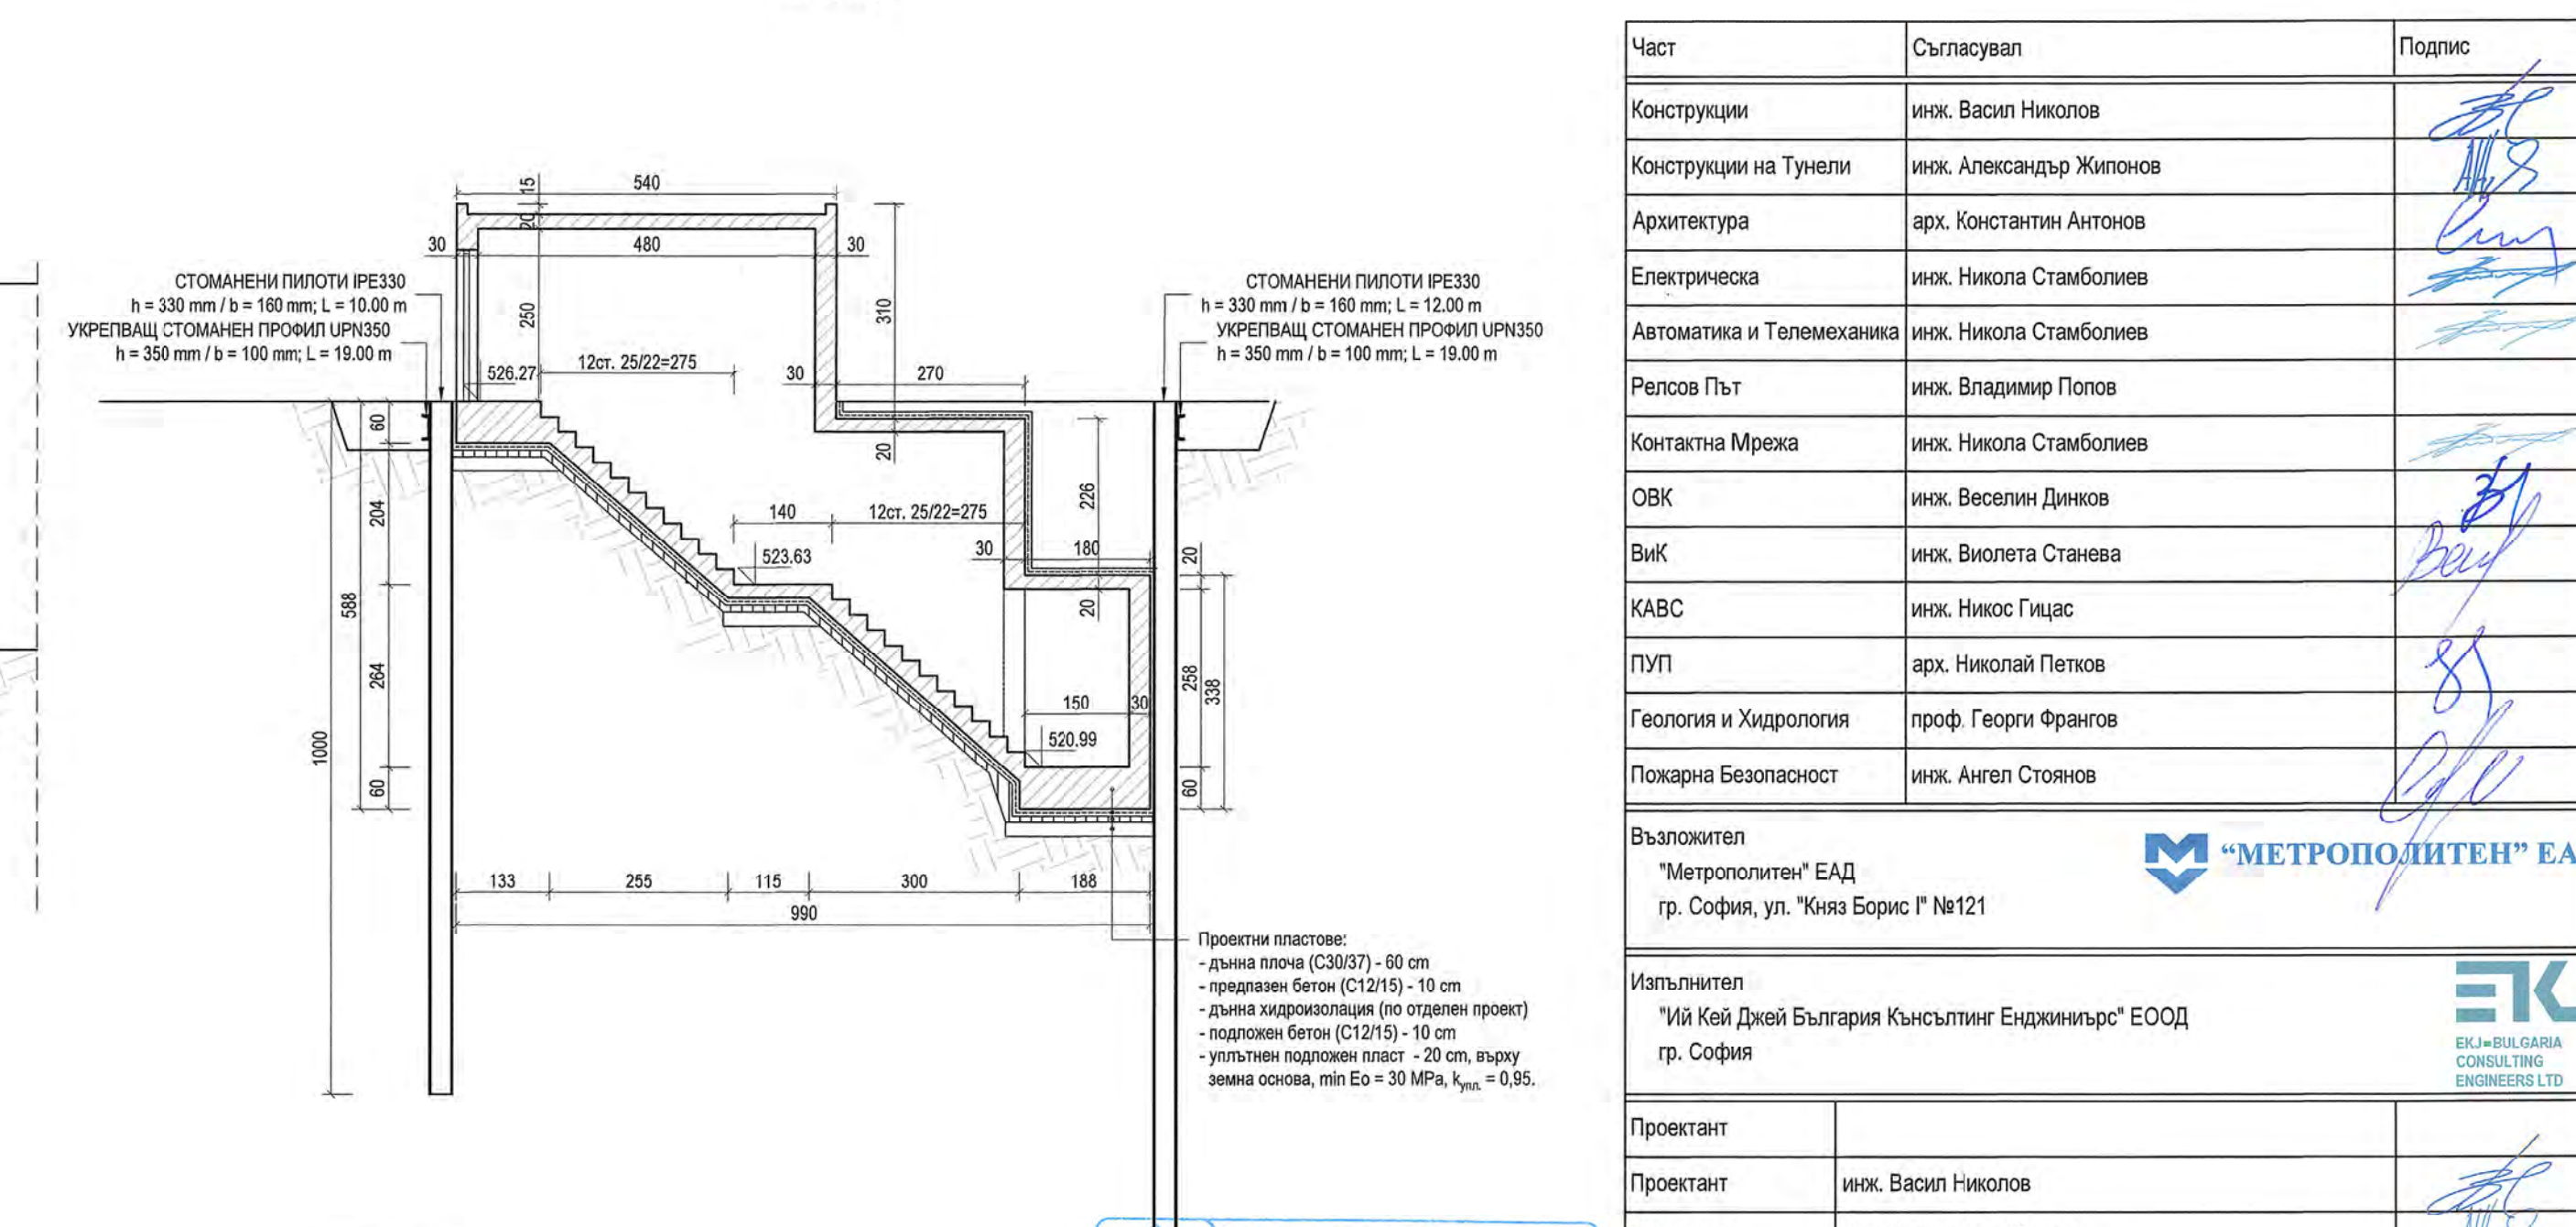 540
15
20
30
480
30
СТОМАНЕНИ ПИЛОТИ IPE330
h = 330 mm / b = 160 mm; L = 10.00 m
УКРЕПВАЩ СТОМАНЕН ПРОФИЛ UPN350
h = 350 mm / b = 100 mm; L = 19.00 m
250
310
СТОМАНЕНИ ПИЛОТИ IPE330
h = 330 mm / b = 160 mm; L = 12.00 m
УКРЕПВАЩ СТОМАНЕН ПРОФИЛ UPN350
h = 350 mm / b = 100 mm; L = 19.00 m
526.27
12ст. 25/22=275
30
270
60
20
204
226
140
12ст. 25/22=275
523.63
30
180
20
588
20
264
258
338
150
30
1000
520.99
60
60
133
255
115
300
188
990
Проектни пластове:
- дънна плоча (C30/37) - 60 cm
- предпазен бетон (C12/15) - 10 cm
- дънна хидроизолация (по отделен проект)
- подложен бетон (C12/15) - 10 cm
- уплътнен подложен пласт - 20 cm, върху
земна основа, min Eo = 30 MPa, kупл. = 0,95.
Част Съгласувал Подпис
Конструкции инж. Васил Николов
Конструкции на Тунели инж. Александър Жипонов
Архитектура арх. Константин Антонов
Електрическа инж. Никола Стамболиев
Автоматика и Телемеханика инж. Никола Стамболиев
Релсов Път инж. Владимир Попов
Контактна Мрежа инж. Никола Стамболиев
ОВК инж. Веселин Динков
ВиК инж. Виолета Станева
КАВС инж. Никос Гицас
ПУП арх. Николай Петков
Геология и Хидрология проф. Георги Франгов
Пожарна Безопасност инж. Ангел Стоянов
Възложител
"Метрополитен" ЕАД
гр. София, ул. "Княз Борис I" №121
“МЕТРОПОЛИТЕН” ЕА
Изпълнител
"Ий Кей Джей България Кънсълтинг Енджиниърс" ЕООД
гр. София
EKJ-BULGARIA
CONSULTING
ENGINEERS LTD
Проектант
Проектант инж. Васил Николов